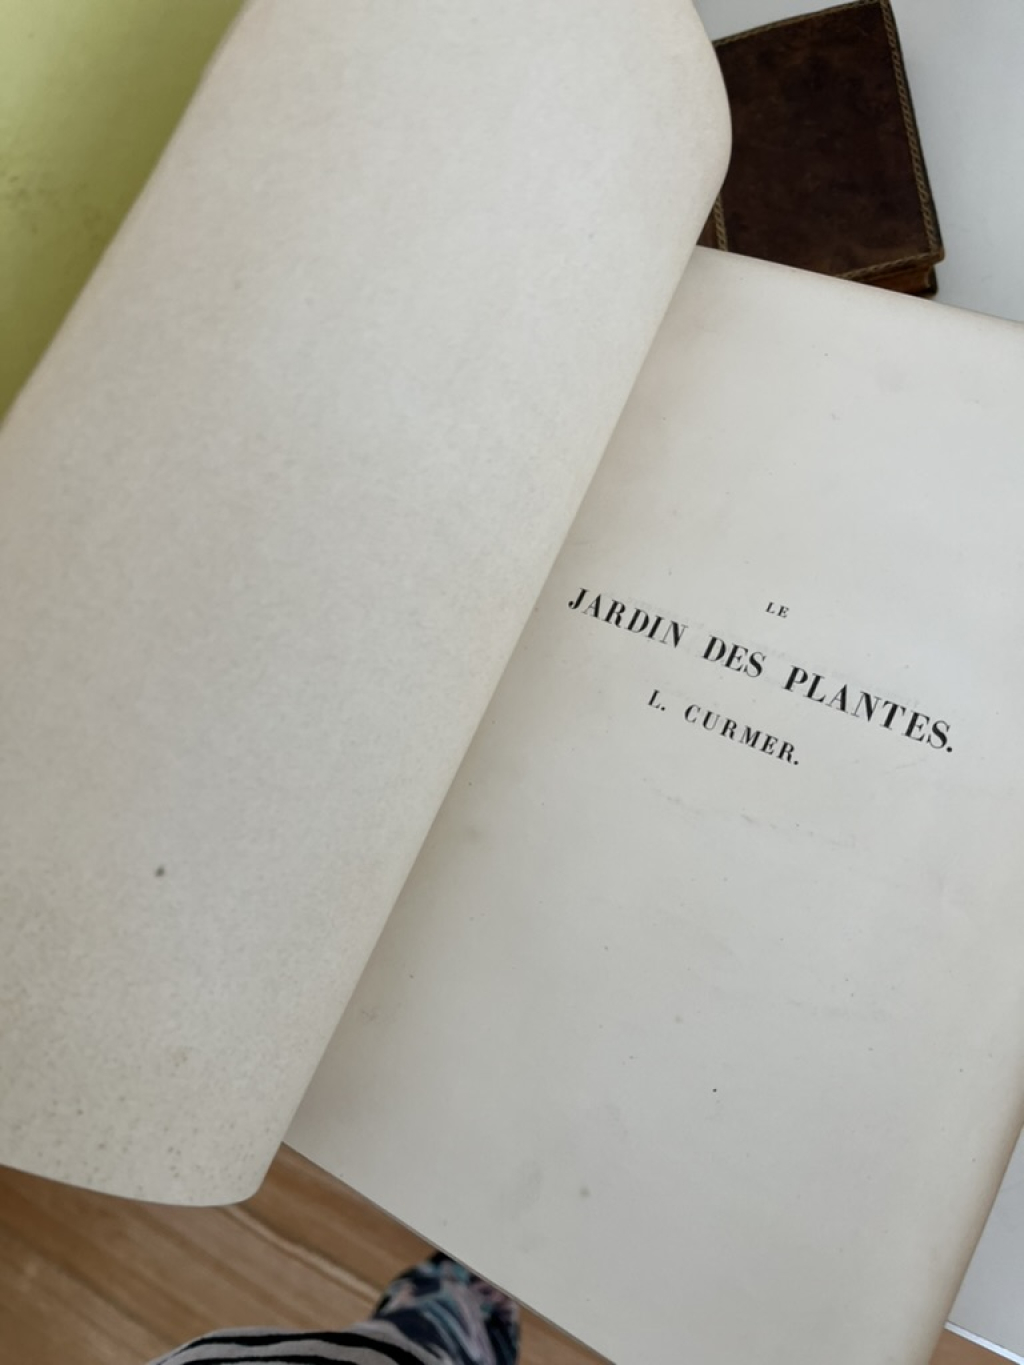 LE
JARDIN DES PLANTES.
L. CURMER.